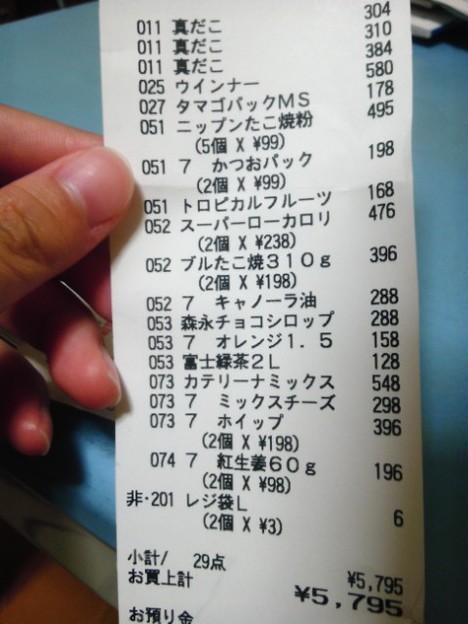 011 真だこ 304
011 真だこ 310
011 真だこ 384
025 ウインナー 580
027 タマゴパックMS 178
051 ニップンたこ焼粉 495
(5個 X ¥99)
051 7 かつおパック 198
(2個 X ¥99)
051 トロピカルフルーツ 168
052 スーパーローカロリ 476
(2個 X ¥238)
052 ブルたこ焼310g 396
(2個 X ¥198)
052 7 キャノーラ油 288
053 森永チョコシロップ 288
053 7 オレンジ1.5 158
053 富士緑茶2L 128
073 カテリーナミックス 548
073 7 ミックスチーズ 298
073 7 ホイップ 396
(2個 X ¥198)
074 7 紅生姜60g 196
(2個 X ¥98)
非・201 レジ袋L 6
(2個 X ¥3)
小計/ 29点 ¥5,795
お買上計 ¥5,795
お預り金